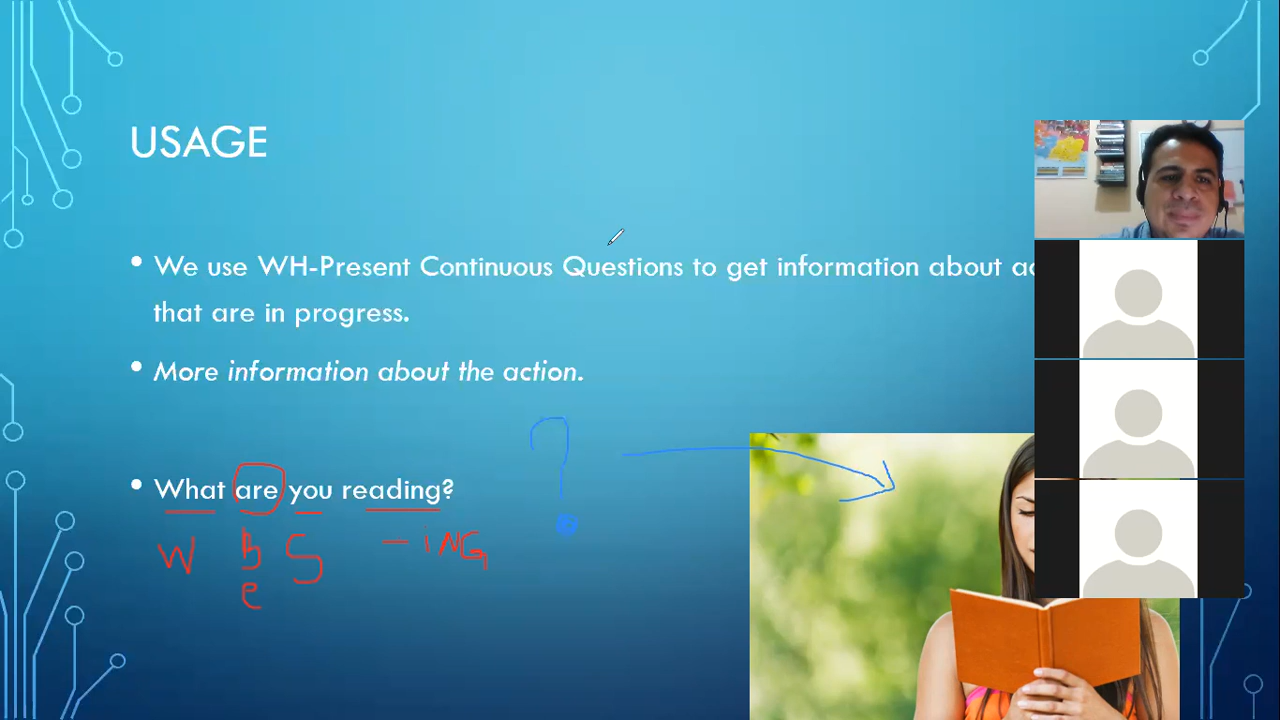 USAGE
• We use WH-Present Continuous Questions to get information about
that are in progress.
• More information about the action.
?
• What are you reading?
W be S -iNG